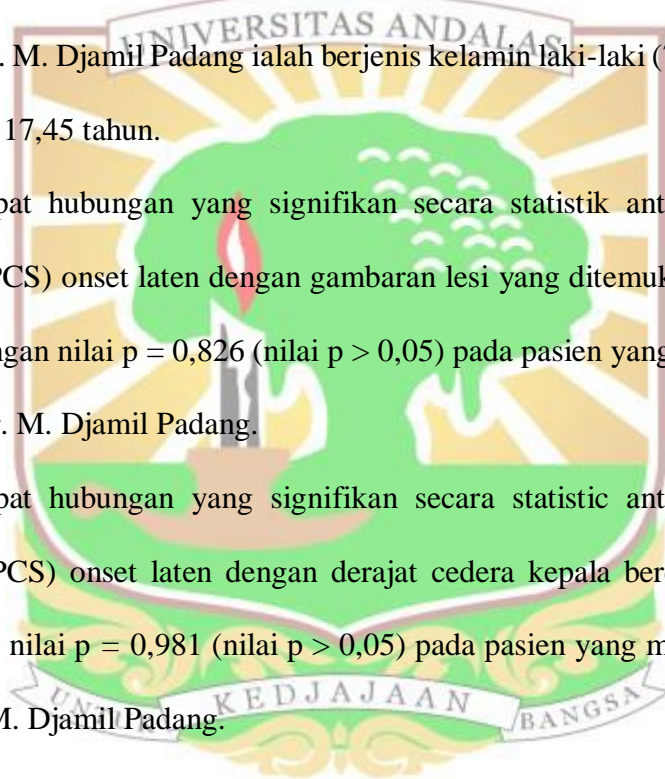 UNIVERSITAS ANDALAS
. M. Djamil Padang ialah berjenis kelamin laki-laki (
17,45 tahun.
pat hubungan yang signifikan secara statistik ant
PCS) onset laten dengan gambaran lesi yang ditemuk
ngan nilai p = 0,826 (nilai p > 0,05) pada pasien yang
. M. Djamil Padang.
pat hubungan yang signifikan secara statistic ant
PCS) onset laten dengan derajat cedera kepala ber
nilai p = 0,981 (nilai p > 0,05) pada pasien yang m
M. Djamil Padang.
UNTUK KEDJAJAAN BANGSA